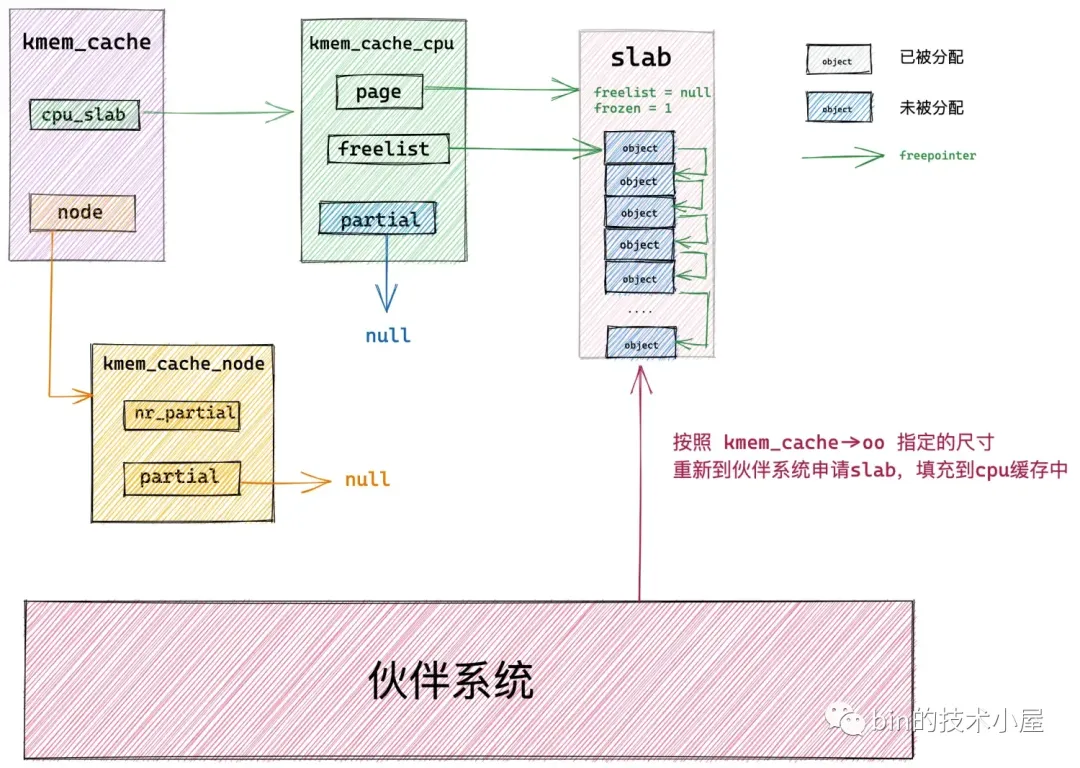 kmem_cache
cpu_slab
node
kmem_cache_cpu
page
freelist
partial
null
slab
freelist = null
frozen = 1
object
object
object
object
object
....
object
object
已被分配
object
未被分配
freepointer
kmem_cache_node
nr_partial
partial
null
按照 kmem_cache->oo 指定的尺寸
重新到伙伴系统申请slab，填充到cpu缓存中
伙伴系统
bin的技术小屋